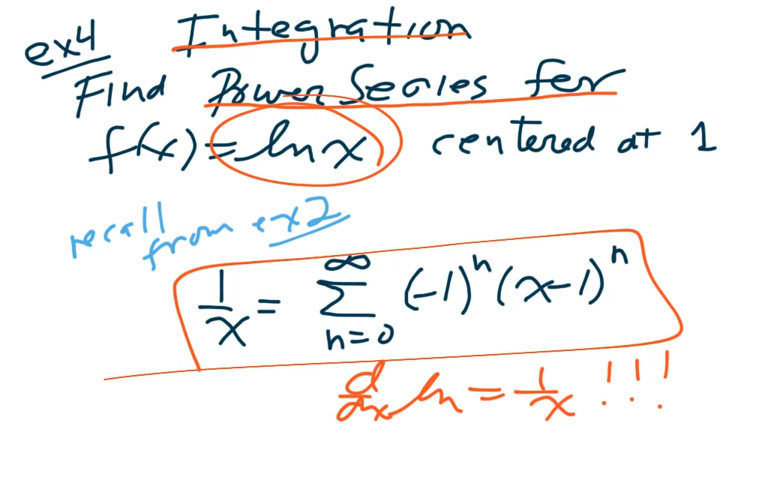 ex4 Integration
Find Power Series for
f(x) = ln x centered at 1
recall
from ex2
1/x = ∑_{n=0}^{∞} (-1)^n (x-1)^n
d/dx ln = 1/x !!!